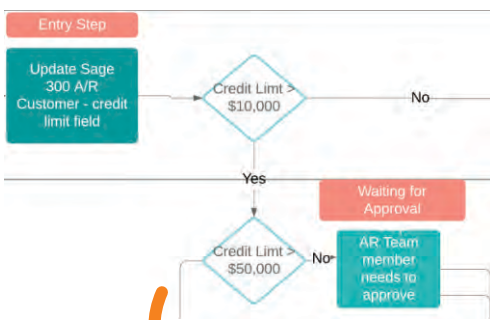 Entry Step
Update Sage
300 A/R
Customer - credit
limit field
Credit Limt >
$10,000
No
Yes
Waiting for
Approval
Credit Limt >
$50,000
No
AR Team
member
needs to
approve